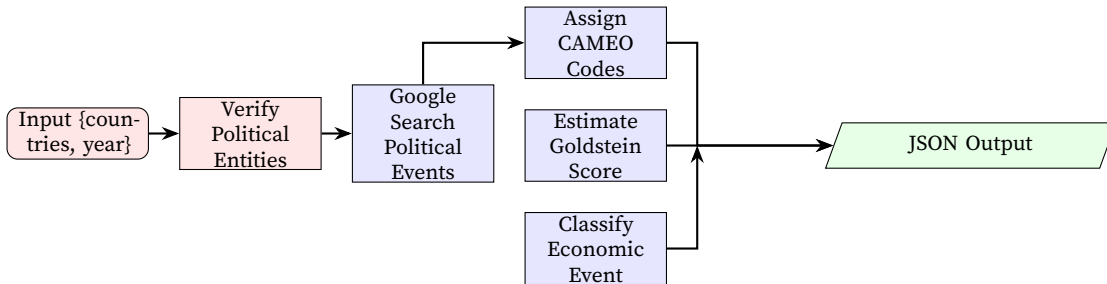 Input {coun-
tries, year}
Verify
Political
Entities
Google
Search
Political
Events
Assign
CAMEO
Codes
Estimate
Goldstein
Score
Classify
Economic
Event
JSON Output